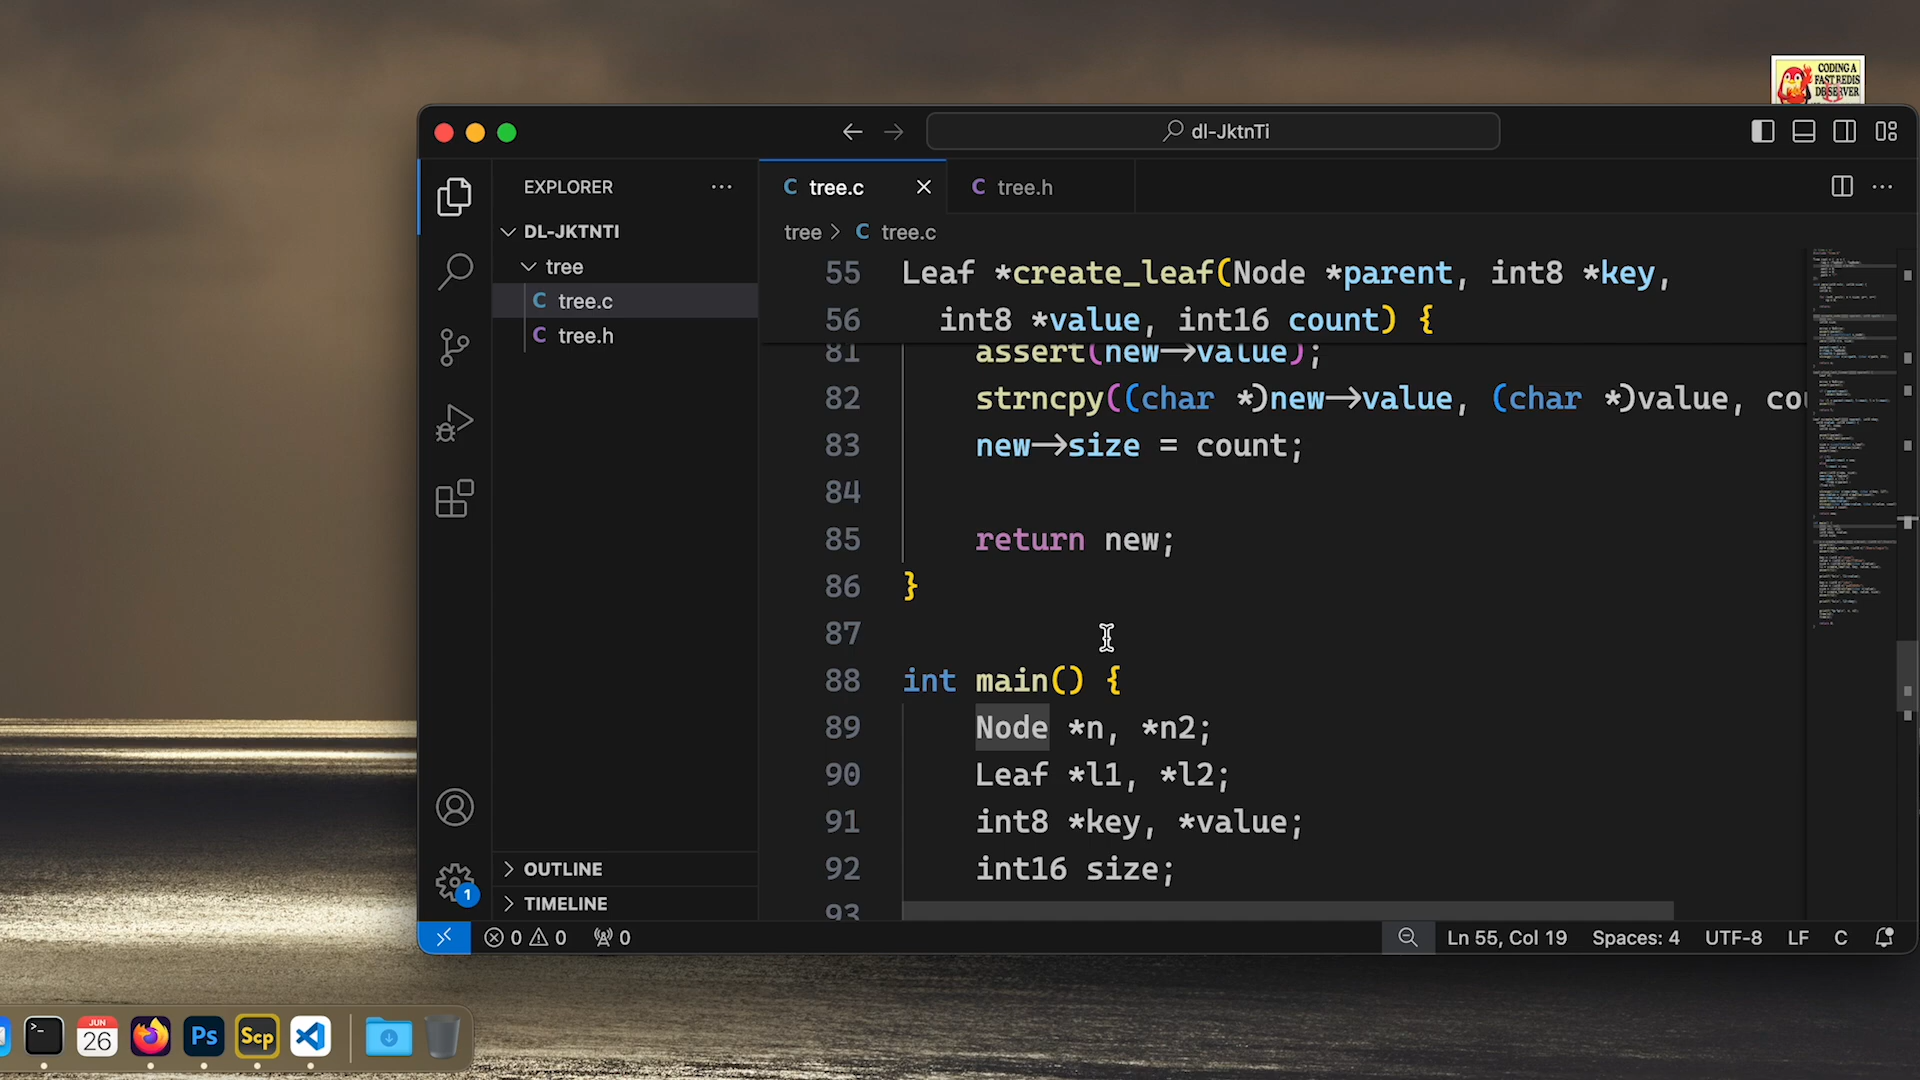 CODING A
FAST REDIS
DB SERVER
dl-JktnTi
EXPLORER
DL-JKTNTI
tree
C tree.c
C tree.h
OUTLINE
TIMELINE
C tree.c
C tree.h
tree > C tree.c
55 Leaf *create_leaf(Node *parent, int8 *key,
56 int8 *value, int16 count) {
81 assert(new->value);
82 strncpy((char *)new->value, (char *)value, cou
83 new->size = count;
84
85 return new;
86 }
87
88 int main() {
89 Node *n, *n2;
90 Leaf *l1, *l2;
91 int8 *key, *value;
92 int16 size;
93
1
0 0 0
Ln 55, Col 19 Spaces: 4 UTF-8 LF C
JUN
26
Ps
Scp